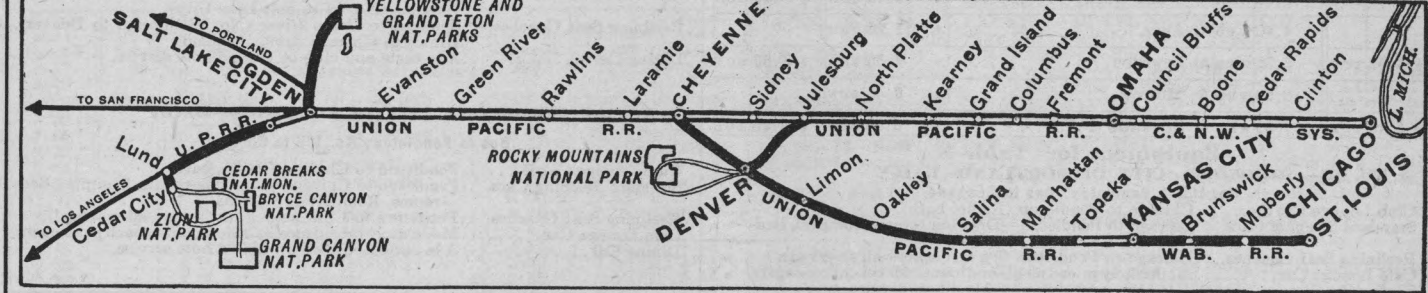 YELLOWSTONE AND
GRAND TETON
NAT. PARKS
TO PORTLAND
SALT LAKE
CITY
OGDEN
TO SAN FRANCISCO
Evanston
Green River
Rawlins
Laramie
CHEYENNE
Sidney
Julesburg
North Platte
Kearney
Grand Island
Columbus
Fremont
OMAHA
Council Bluffs
Boone
Cedar Rapids
Clinton
L. MICH.
UNION PACIFIC R.R. UNION PACIFIC R.R. C.& N.W. SYS.
CHICAGO
U.P.R.R.
Lund
TO LOS ANGELES
Cedar City
CEDAR BREAKS
NAT. MON.
BRYCE CANYON
NAT. PARK
ZION
NAT. PARK
GRAND CANYON
NAT. PARK
ROCKY MOUNTAINS
NATIONAL PARK
DENVER
Limon
Oakley
Salina
Manhattan
Topeka
KANSAS CITY
Brunswick
Moberly
ST. LOUIS
UNION PACIFIC R.R. WAB. R.R.